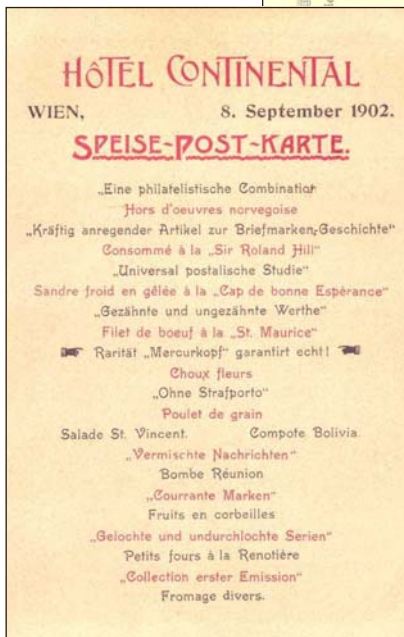 HÔTEL CONTINENTAL
WIEN, 8. September 1902.
SPEISE-POST-KARTE.
„Eine philatelistische Combination
Hors d'oeuvres norvegoise
„Kräftig anregender Artikel zur Briefmarken-Geschichte“
Consommé à la „Sir Roland Hill“
„Universal postalische Studie“
Sandre froid en gêlée à la „Cap de bonne Espérance“
„Gezähnte und ungezähnte Werthe“
Filet de boeuf à la „St. Maurice“
Rarität „Mercurkopf“ garantirt echt!
Choux fleurs
„Ohne Strafporto“
Poulet de grain
Salade St. Vincent. Compote Bolivia
„Vermischte Nachrichten“
Bombe Réunion
„Courrante Marken“
Fruits en corbeilles
„Gelochte und undurchlochte Serien“
Petits fours à la Renotière
„Collection erster Emission“
Fromage divers.